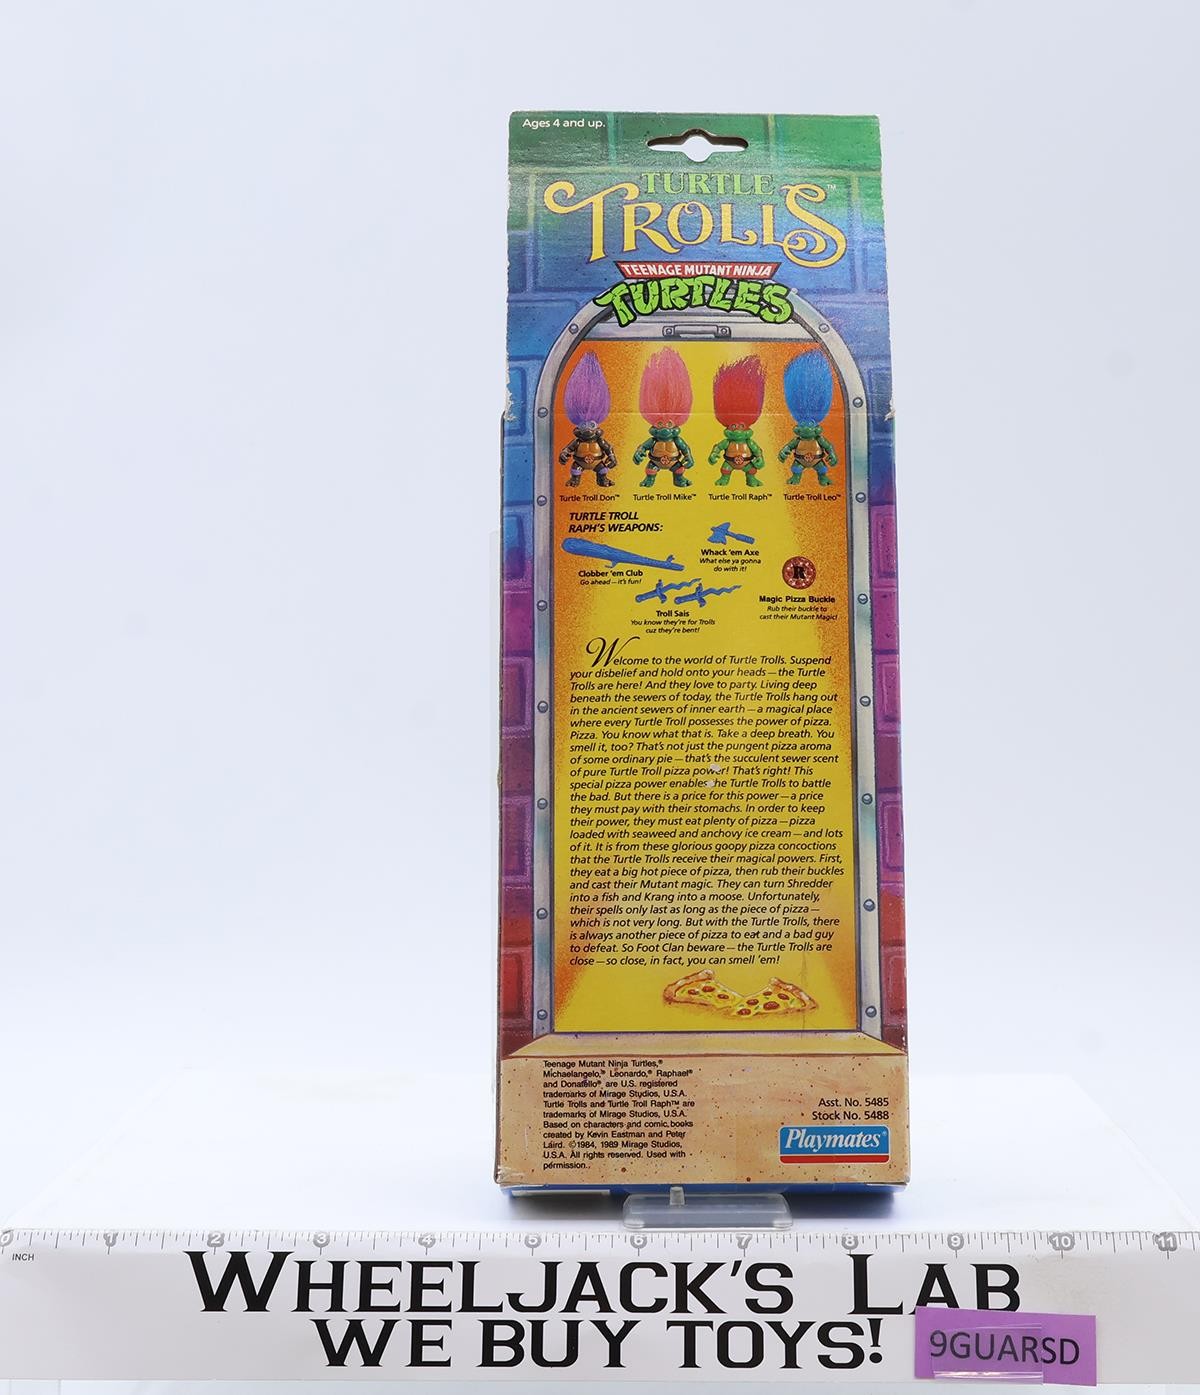 Ages 4 and up.
TURTLE
TROLLS™
TEENAGE MUTANT NINJA
TURTLES
Turtle Troll Don™ Turtle Troll Mike™ Turtle Troll Raph™ Turtle Troll Leo™
TURTLE TROLL
RAPH'S WEAPONS:
Clobber 'em Club
Go ahead—it's fun!
Whack 'em Axe
What else ya gonna
do with it!
Troll Sais
You know they're for Trolls
cuz they're bent!
R
Magic Pizza Buckle
Rub their buckle to
cast their Mutant Magic!
Welcome to the world of Turtle Trolls. Suspend
your disbelief and hold onto your heads—the Turtle
Trolls are here! And they love to party. Living deep
beneath the sewers of today, the Turtle Trolls hang out
in the ancient sewers of inner earth—a magical place
where every Turtle Troll possesses the power of pizza.
Pizza. You know what that is. Take a deep breath. You
smell it, too? That's not just the pungent pizza aroma
of some ordinary pie—that's the succulent sewer scent
of pure Turtle Troll pizza power! That's right! This
special pizza power enables the Turtle Trolls to battle
the bad. But there is a price for this power—a price
they must pay with their stomachs. In order to keep
their power, they must eat plenty of pizza—pizza
loaded with seaweed and anchovy ice cream—and lots
of it. It is from these glorious goopy pizza concoctions
that the Turtle Trolls receive their magical powers. First,
they eat a big hot piece of pizza, then rub their buckles
and cast their Mutant magic. They can turn Shredder
into a fish and Krang into a moose. Unfortunately,
their spells only last as long as the piece of pizza—
which is not very long. But with the Turtle Trolls, there
is always another piece of pizza to eat and a bad guy
to defeat. So Foot Clan beware—the Turtle Trolls are
close—so close, in fact, you can smell 'em!
Teenage Mutant Ninja Turtles,®
Michaelangelo,® Leonardo,® Raphael®
and Donatello® are U.S. registered
trademarks of Mirage Studios, U.S.A.
Turtle Trolls and Turtle Troll Raph™ are
trademarks of Mirage Studios, U.S.A.
Based on characters and comic books
created by Kevin Eastman and Peter
Laird. ©1984, 1989 Mirage Studios,
U.S.A. All rights reserved. Used with
permission.
Asst. No. 5485
Stock No. 5488
Playmates®
0 1 2 3 4 5 6 7 8 9 10 11
INCH
WHEELJACK'S LAB
WE BUY TOYS!
9GUARSD